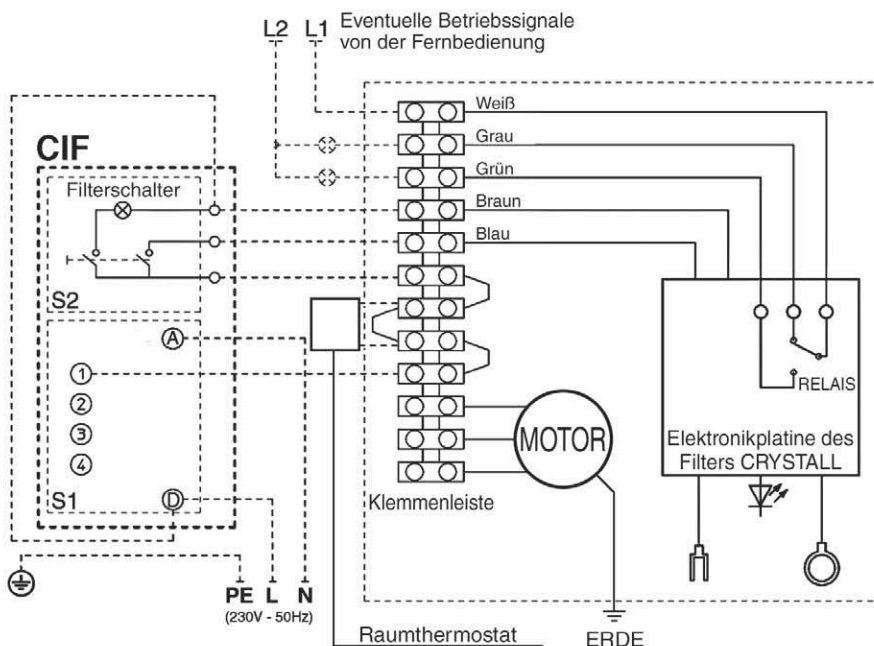 L2 L1 Eventuelle Betriebssignale
von der Fernbedienung
Weiß
Grau
Grün
Braun
Blau
CIF
Filterschalter
S2
A
1
2
3
4
S1
D
RELAIS
MOTOR
Elektronikplatine des
Filters CRYSTALL
Klemmenleiste
PE L N
(230V - 50Hz)
Raumthermostat
ERDE